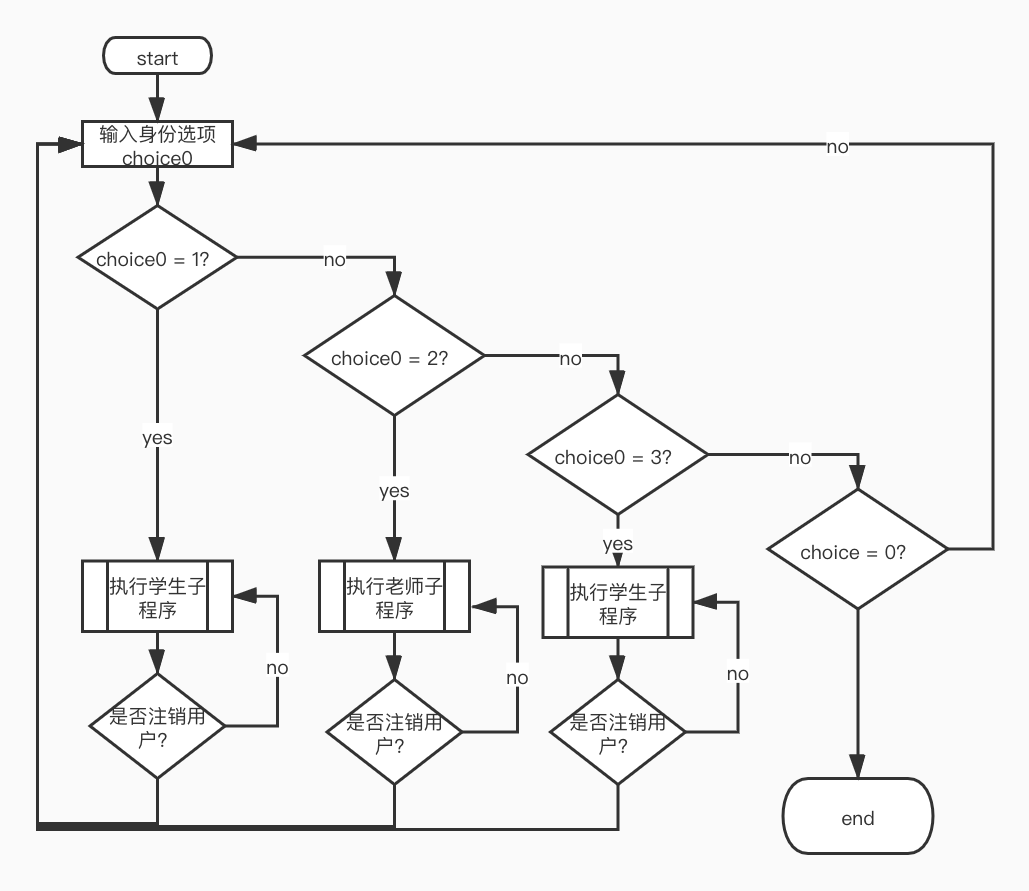 start
输入身份选项
choice0
no
choice0 = 1?
no
choice0 = 2?
no
choice0 = 3?
no
choice = 0?
yes
yes
yes
执行学生子
程序
执行老师子
程序
执行学生子
程序
no
no
no
是否注销用
户?
是否注销用
户?
是否注销用
户?
end